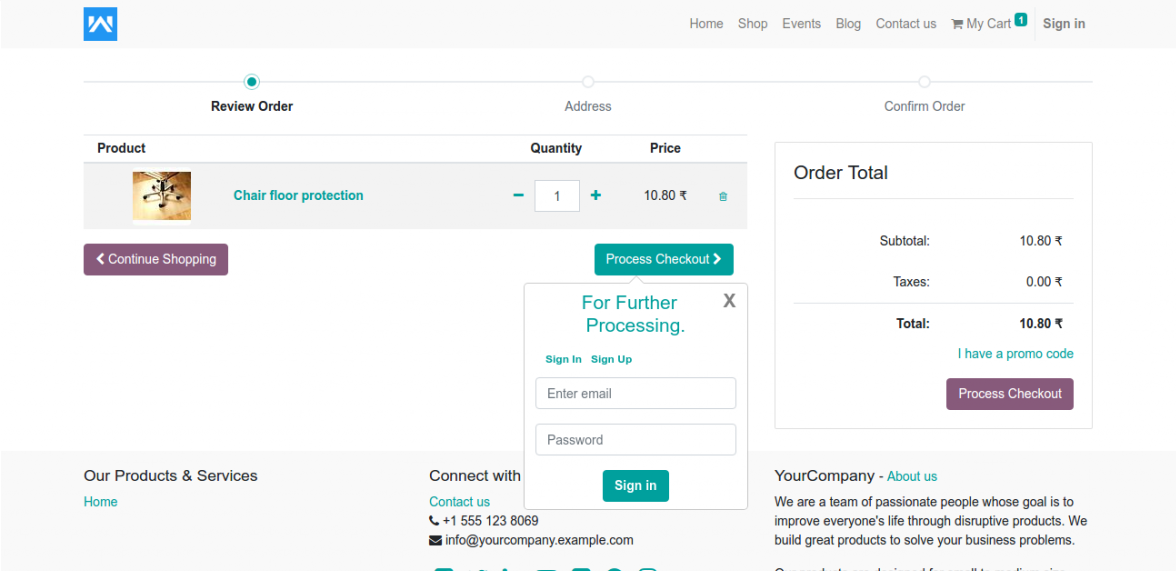 Home Shop Events Blog Contact us My Cart 1 Sign in
Review Order Address Confirm Order
Product Quantity Price
Chair floor protection − 1 + 10.80 ₹
Continue Shopping
Process Checkout
For Further
Processing.
X
Sign In Sign Up
Enter email
Password
Sign in
Order Total
Subtotal: 10.80 ₹
Taxes: 0.00 ₹
Total: 10.80 ₹
I have a promo code
Process Checkout
Our Products & Services
Home
Connect with
Contact us
+1 555 123 8069
info@yourcompany.example.com
YourCompany - About us
We are a team of passionate people whose goal is to
improve everyone's life through disruptive products. We
build great products to solve your business problems.